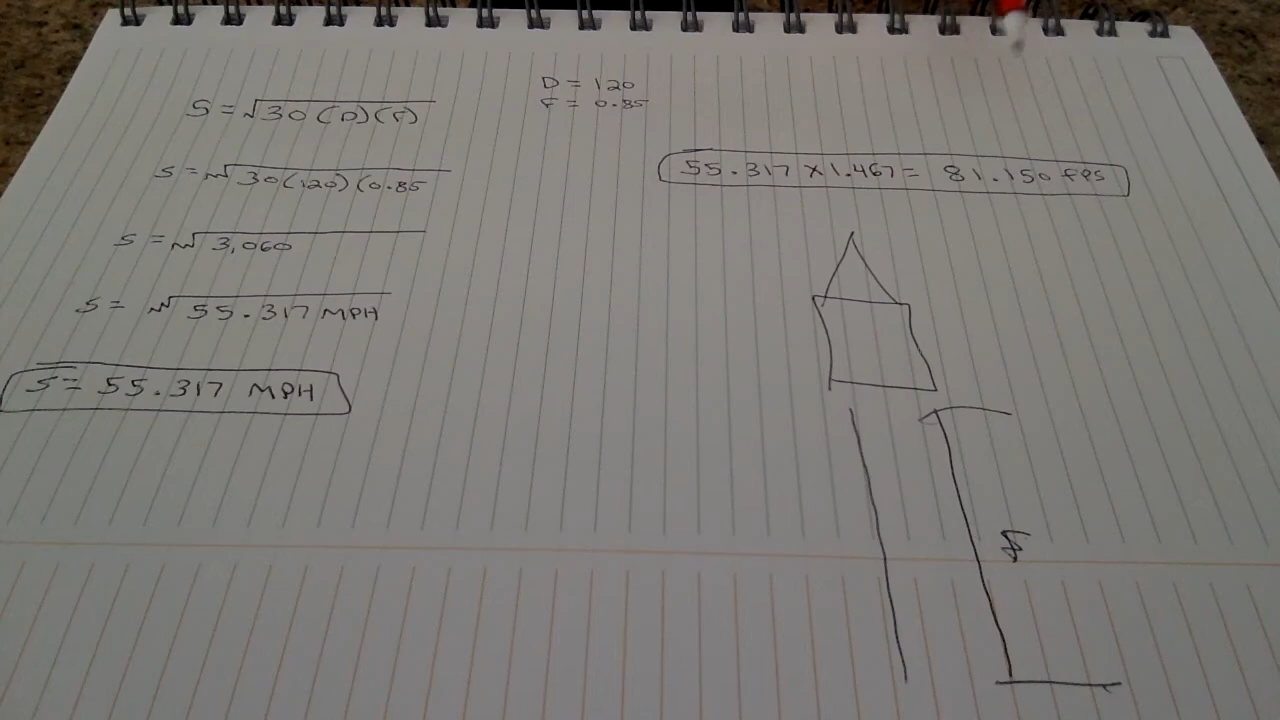 S = √30(D)(F)
S = √30(120)(0.85
S = √3,060
S = √55.317 MPH
S = 55.317 MPH
D = 120
F = 0.85
55.317 x 1.467 = 81.150 fps